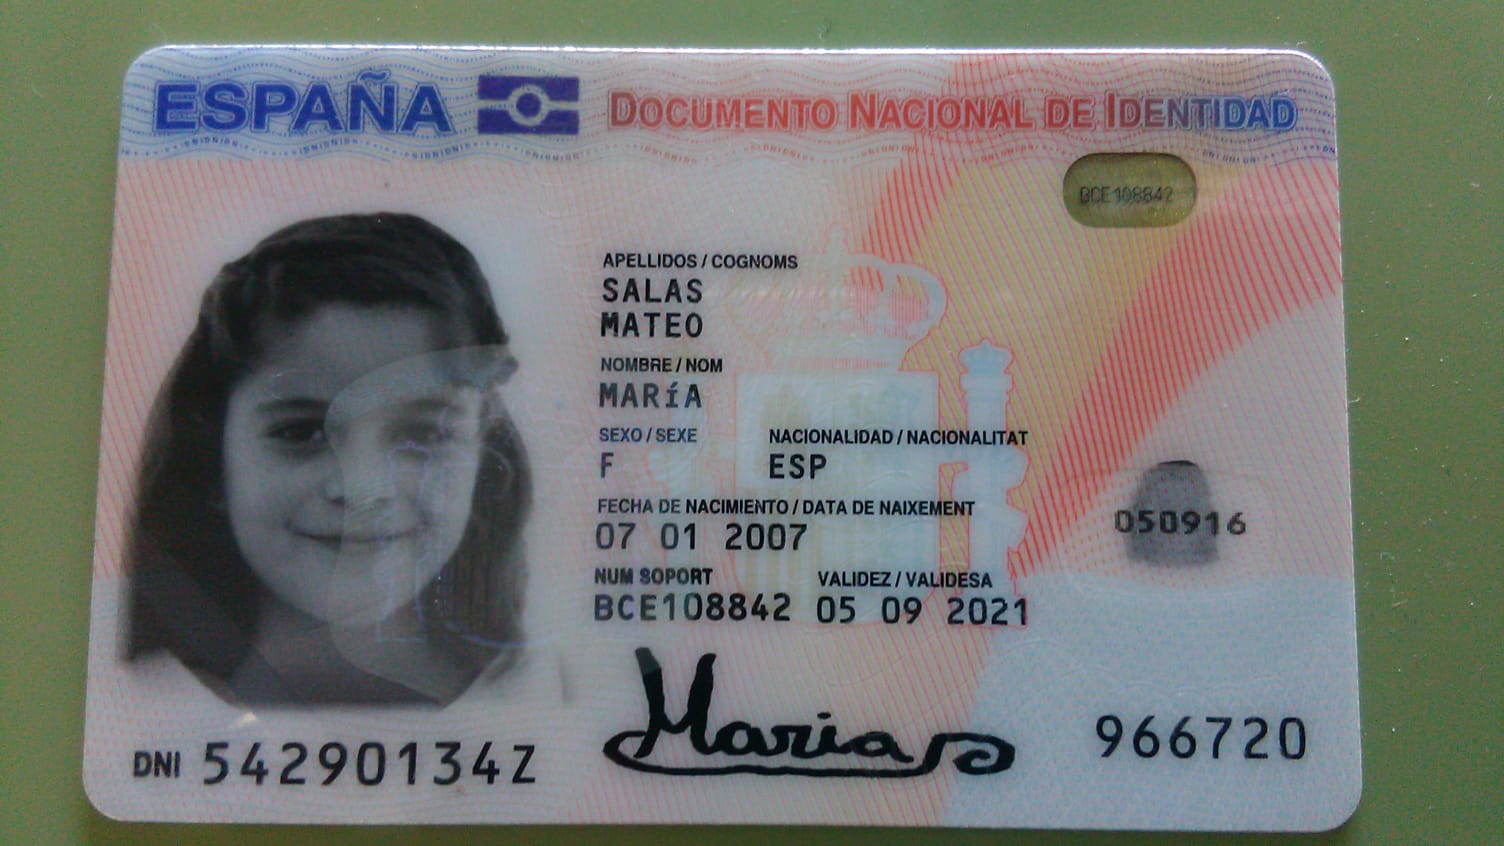 ESPAÑA DOCUMENTO NACIONAL DE IDENTIDAD
BCE108842
APELLIDOS / COGNOMS
SALAS
MATEO
NOMBRE / NOM
MARíA
SEXO / SEXE NACIONALIDAD / NACIONALITAT
F ESP
FECHA DE NACIMIENTO / DATA DE NAIXEMENT
07 01 2007
050916
NUM SOPORT VALIDEZ / VALIDESA
BCE108842 05 09 2021
Maria
DNI 54290134Z
966720